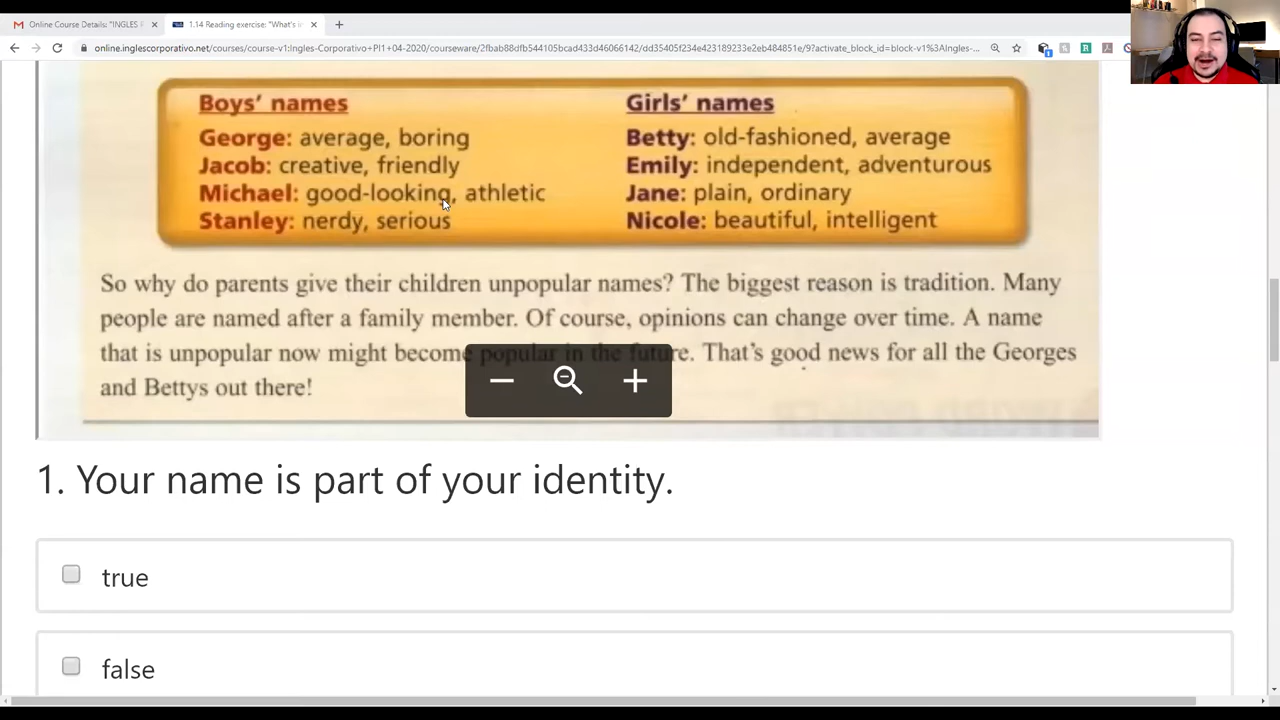 Online Course Details: "INGLES P
1.14 Reading exercise: "What's in
online.inglescorporativo.net/courses/course-v1:Ingles-Corporativo+PI1+04-2020/courseware/2fbab88dfb544165bcad433d46066142/dd35405f234e423189233e2eb484851e/9?activate_block_id=block-v1%3AIngles-...
Boys' names
George: average, boring
Jacob: creative, friendly
Michael: good-looking, athletic
Stanley: nerdy, serious
Girls' names
Betty: old-fashioned, average
Emily: independent, adventurous
Jane: plain, ordinary
Nicole: beautiful, intelligent
So why do parents give their children unpopular names? The biggest reason is tradition. Many
people are named after a family member. Of course, opinions can change over time. A name
that is unpopular now might become popular in the future. That's good news for all the Georges
and Bettys out there!
1. Your name is part of your identity.
true
false